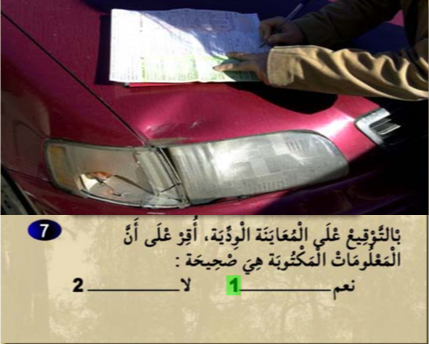 7
بْالتَّوْقِيعْ عْلَى الْمُعَايَنَة الْوِدِّيَة، أُقِرْ عْلَى أَنَّ
الْمَعْلُومَاتْ الْمَكْتُوبَة هِيَ صْحِيحَة :
نعم 1 لا 2